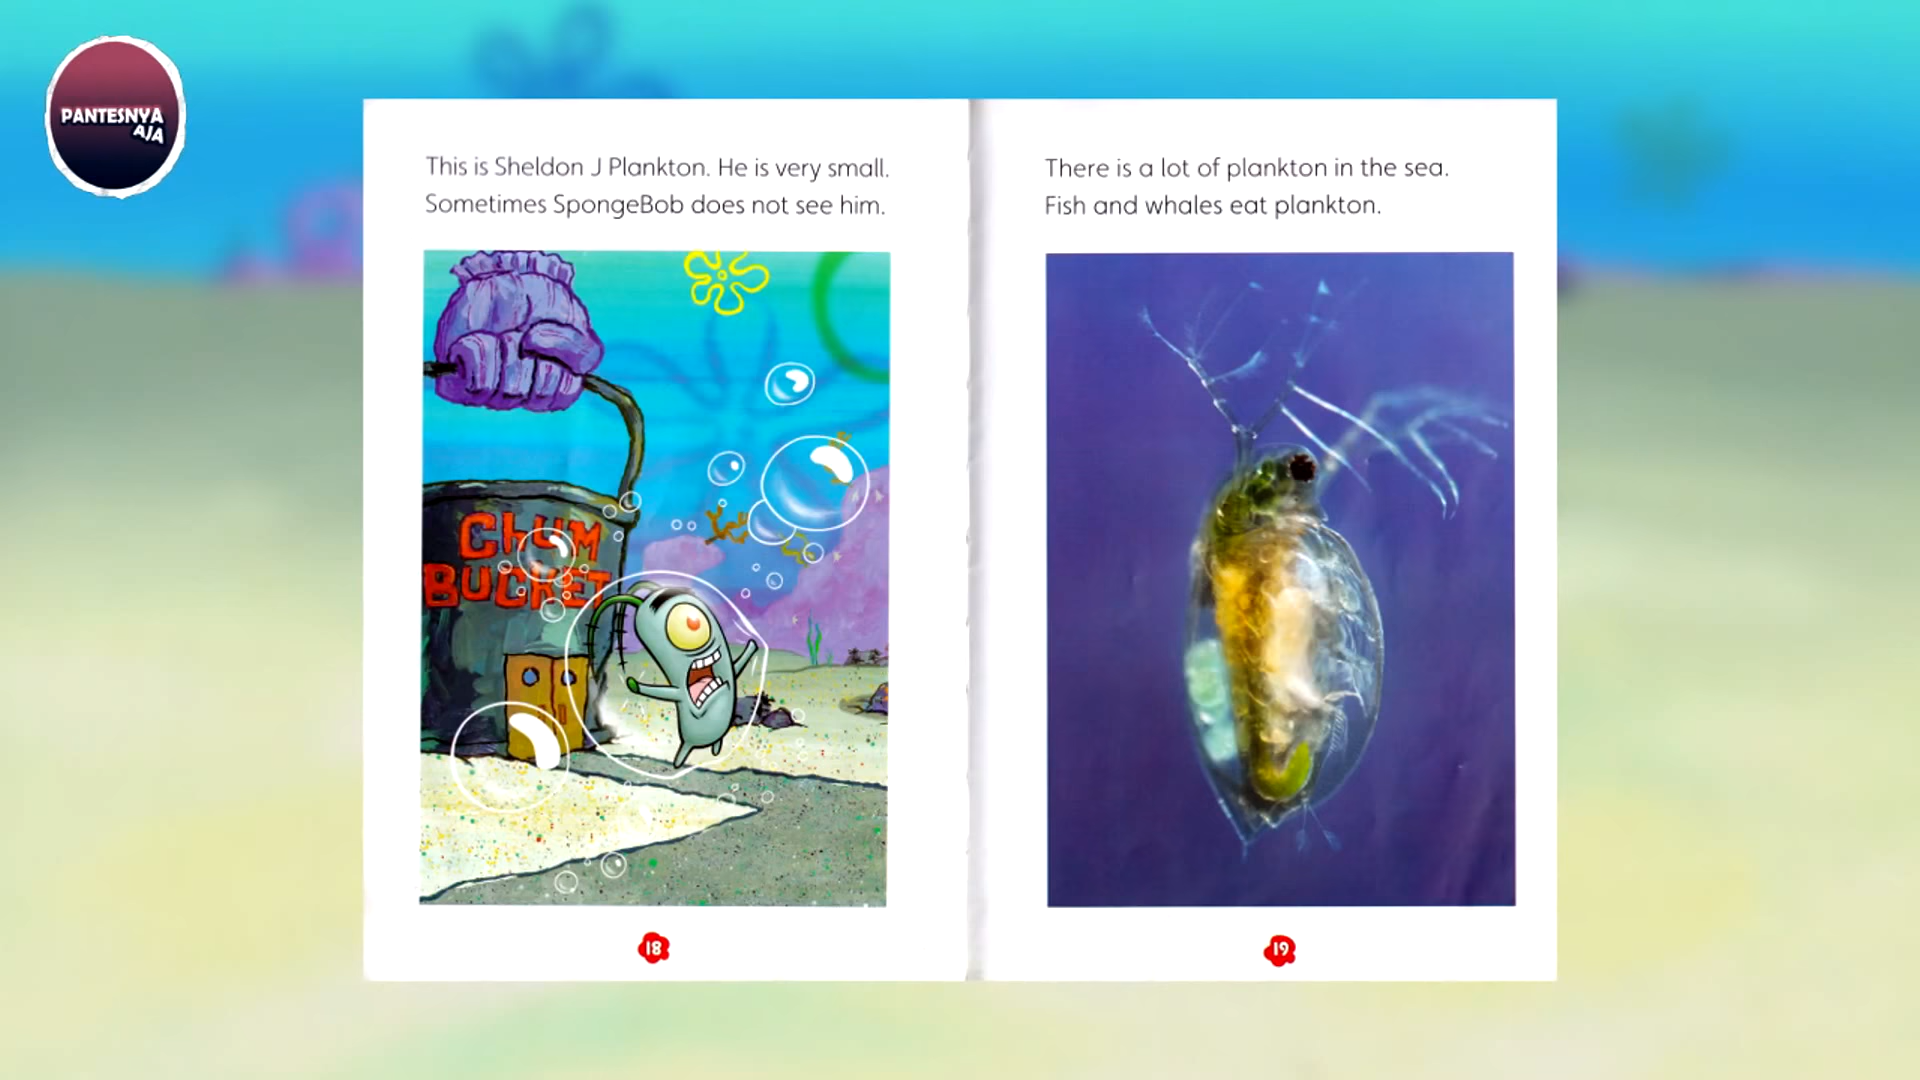 PANTESNYA
AJA
This is Sheldon J Plankton. He is very small.
Sometimes SpongeBob does not see him.
CHUM
BUCKET
18
There is a lot of plankton in the sea.
Fish and whales eat plankton.
19